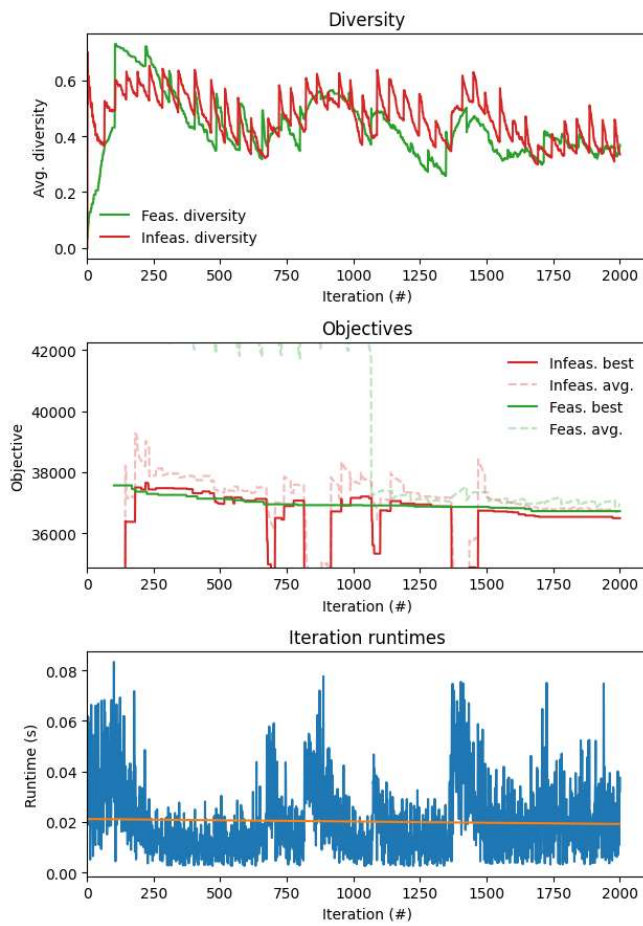 Diversity
Avg. diversity
0.6
0.4
0.2
0.0
Feas. diversity
Infeas. diversity
0 250 500 750 1000 1250 1500 1750 2000
Iteration (#)
Objectives
Objective
42000
40000
38000
36000
Infeas. best
Infeas. avg.
Feas. best
Feas. avg.
0 250 500 750 1000 1250 1500 1750 2000
Iteration (#)
Iteration runtimes
Runtime (s)
0.08
0.06
0.04
0.02
0.00
0 250 500 750 1000 1250 1500 1750 2000
Iteration (#)